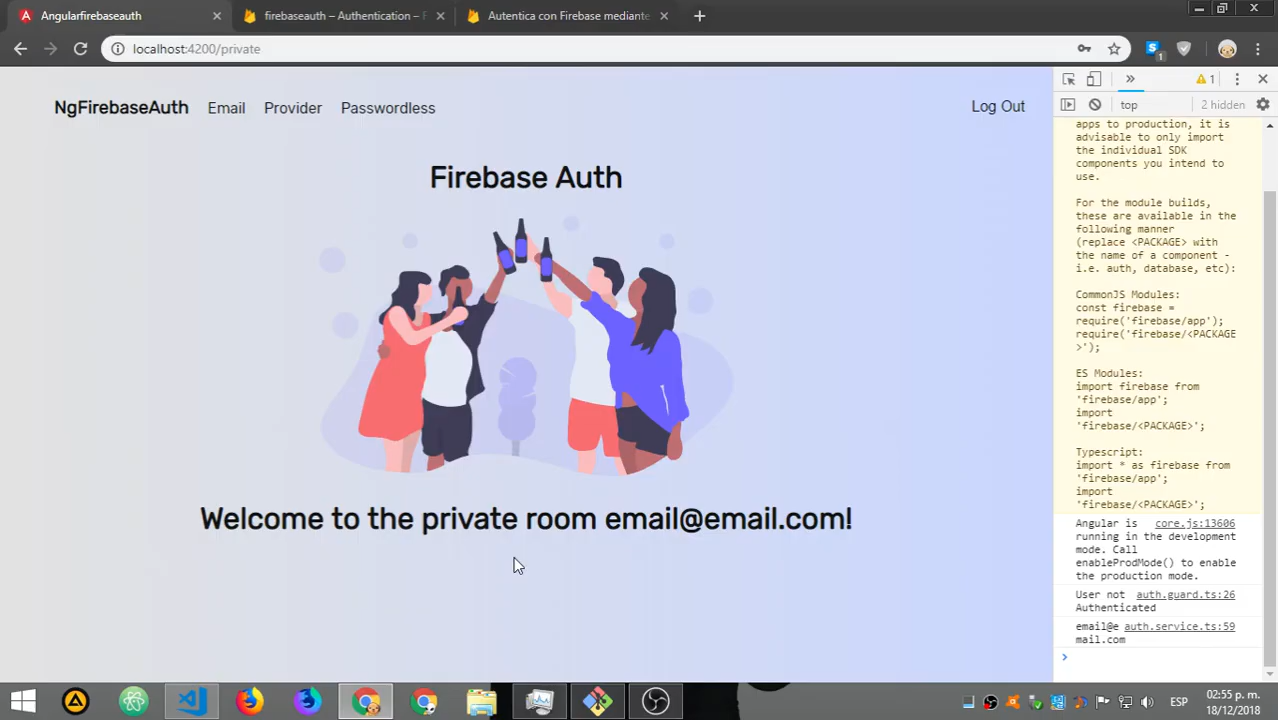 Angularfirebaseauth
firebaseauth – Authentication – F
Autentica con Firebase mediante
localhost:4200/private
1
NgFirebaseAuth
Email
Provider
Passwordless
Log Out
Firebase Auth
Welcome to the private room email@email.com!
1
top
2 hidden
apps to production, it is
advisable to only import
the individual SDK
components you intend to
use.
For the module builds,
these are available in the
following manner
(replace <PACKAGE> with
the name of a component -
i.e. auth, database, etc):
CommonJS Modules:
const firebase =
require('firebase/app');
require('firebase/<PACKAGE
>');
ES Modules:
import firebase from
'firebase/app';
import
'firebase/<PACKAGE>';
Typescript:
import * as firebase from
'firebase/app';
import
'firebase/<PACKAGE>';
Angular is core.js:13606
running in the development
mode. Call
enableProdMode() to enable
the production mode.
User not auth.guard.ts:26
Authenticated
email@e auth.service.ts:59
mail.com
ESP
02:55 p. m.
18/12/2018